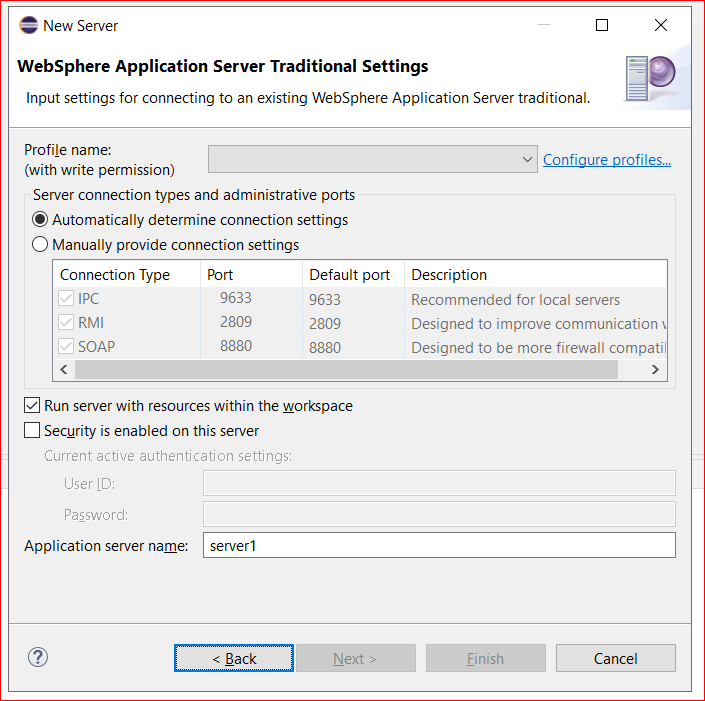 New Server
WebSphere Application Server Traditional Settings
Input settings for connecting to an existing WebSphere Application Server traditional.
Profile name:
(with write permission)
Configure profiles...
Server connection types and administrative ports
Automatically determine connection settings
Manually provide connection settings
Connection Type Port Default port Description
IPC 9633 9633 Recommended for local servers
RMI 2809 2809 Designed to improve communication w
SOAP 8880 8880 Designed to be more firewall compatil
Run server with resources within the workspace
Security is enabled on this server
Current active authentication settings:
User ID:
Password:
Application server name: server1
? < Back Next > Finish Cancel